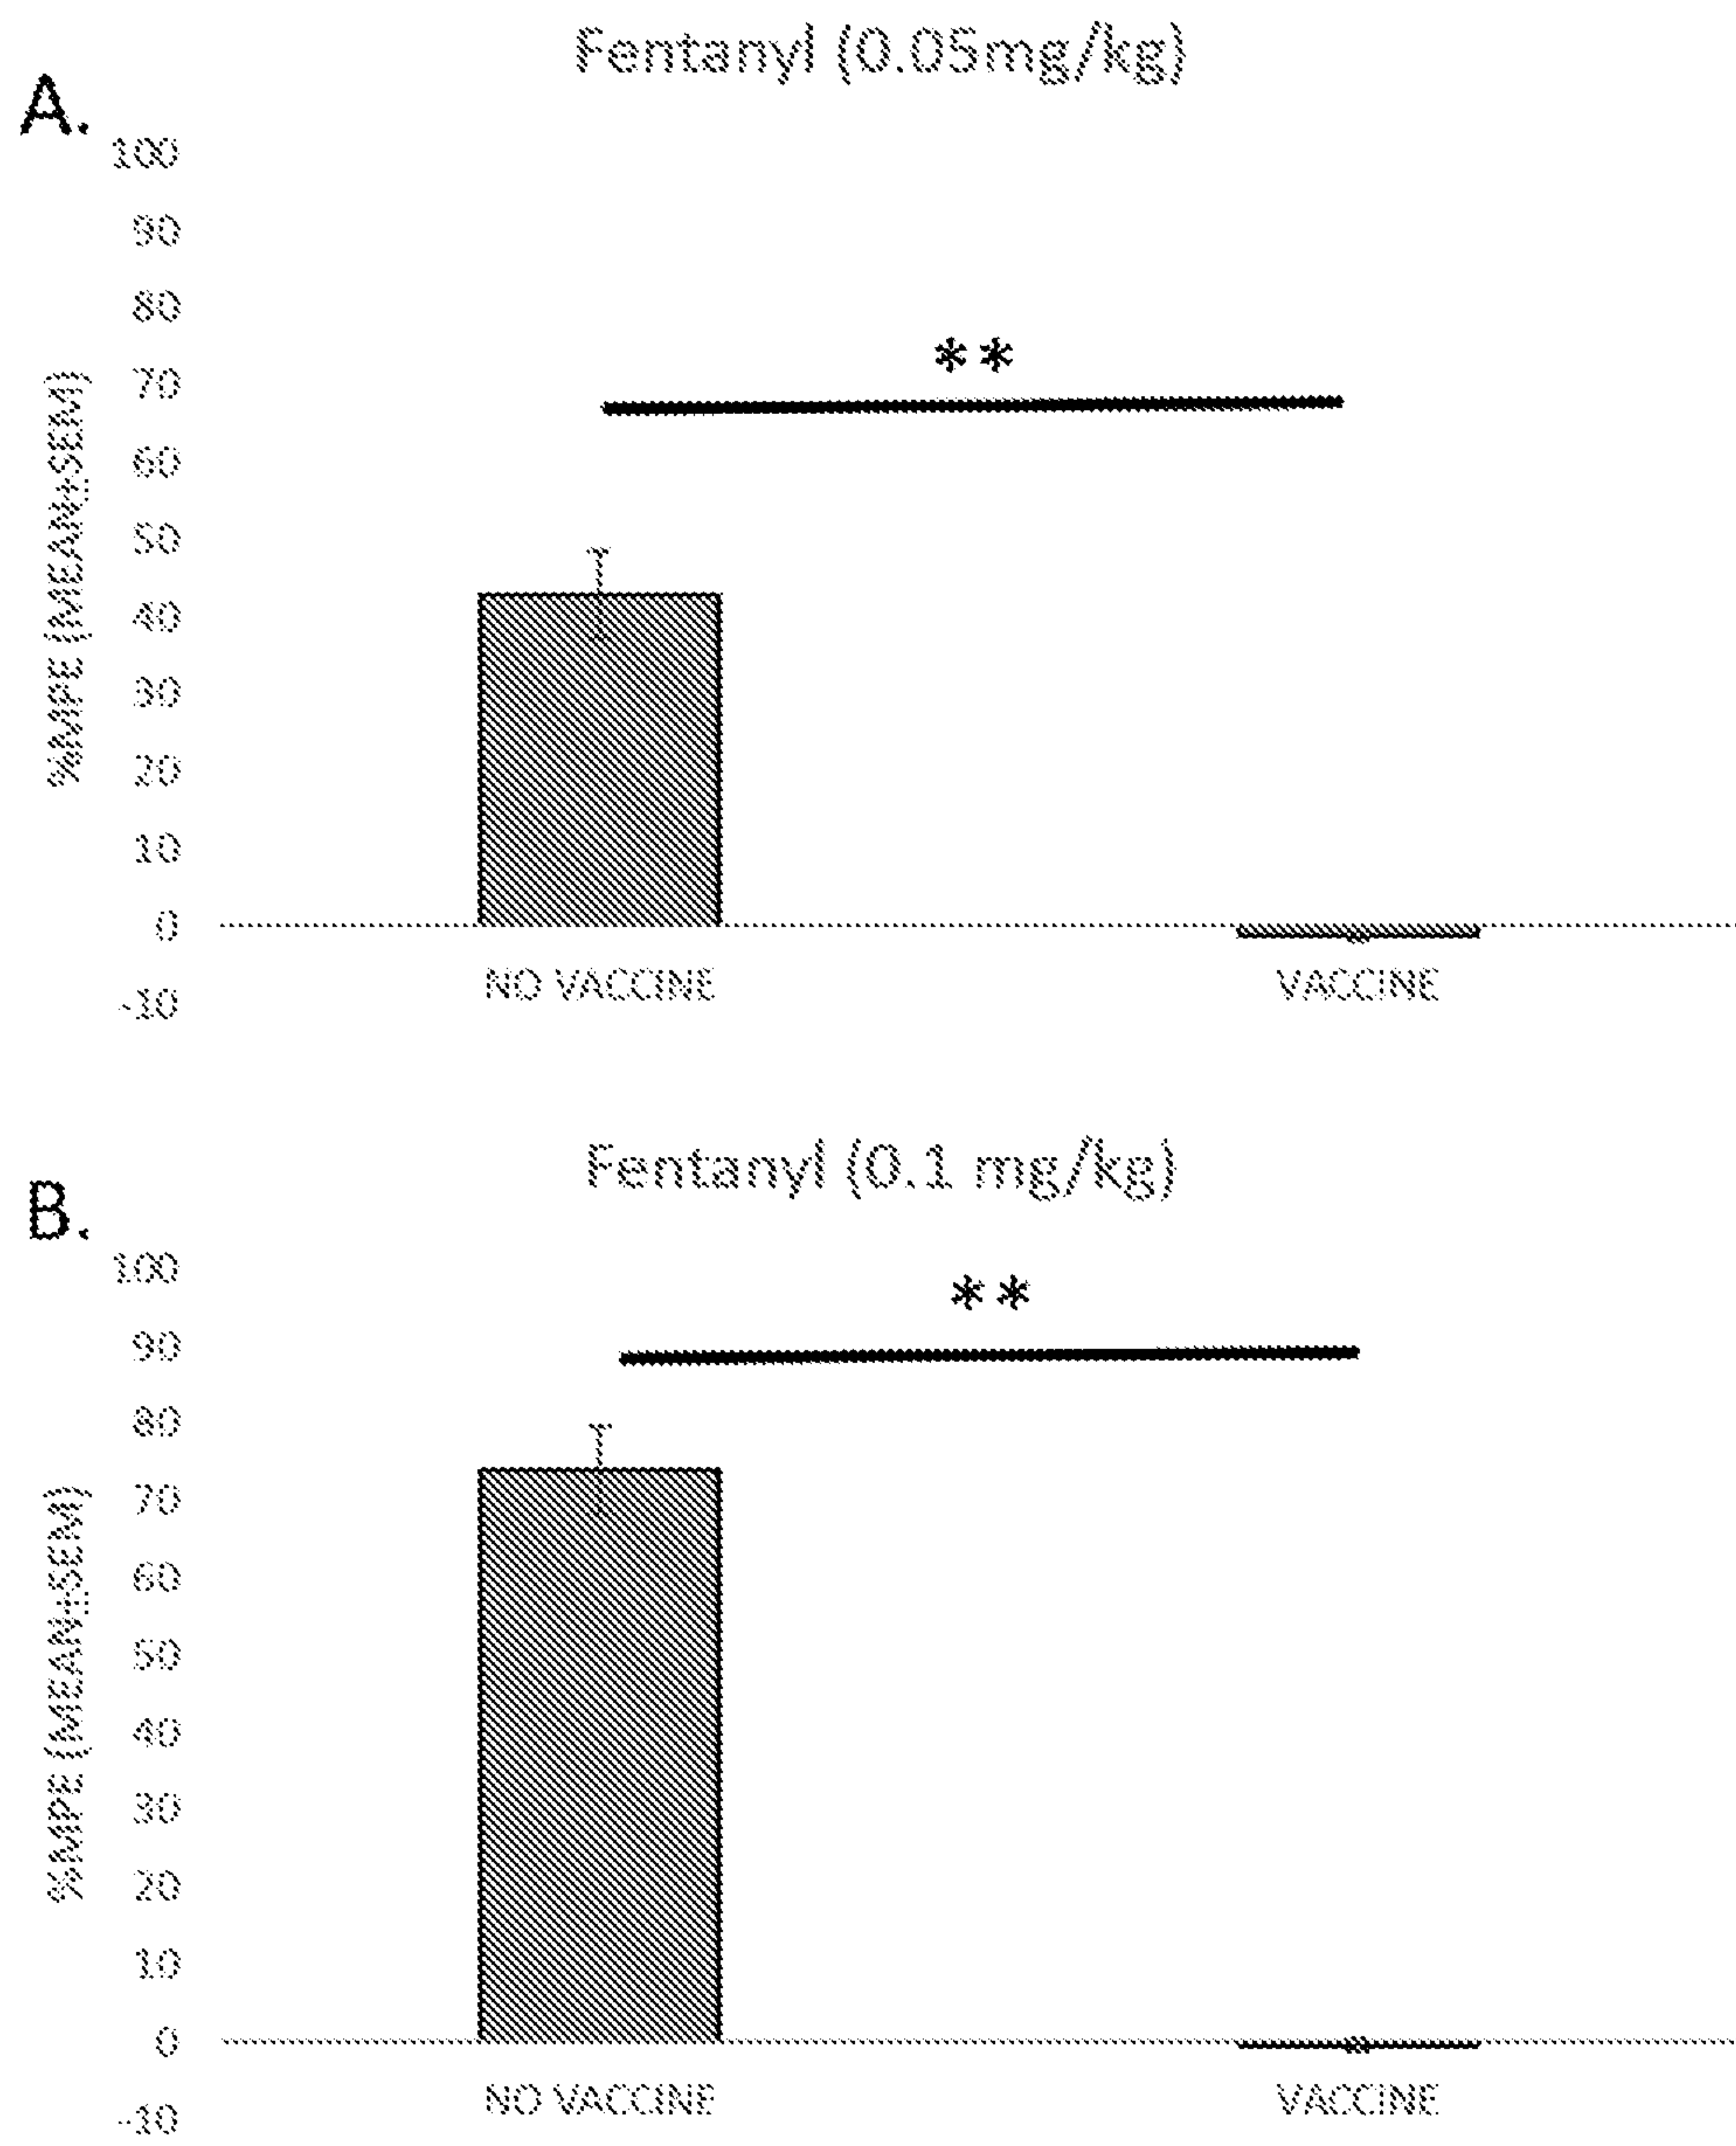 Fentanyl (0.05mg/kg)
A.
100
90
80
70
60
50
40
30
20
10
0
-10
%MPE (MEAN±SEM)
**
NO VACCINE
VACCINE
Fentanyl (0.1 mg/kg)
B.
100
90
80
70
60
50
40
30
20
10
0
-10
%MPE (MEAN±SEM)
**
NO VACCINE
VACCINE